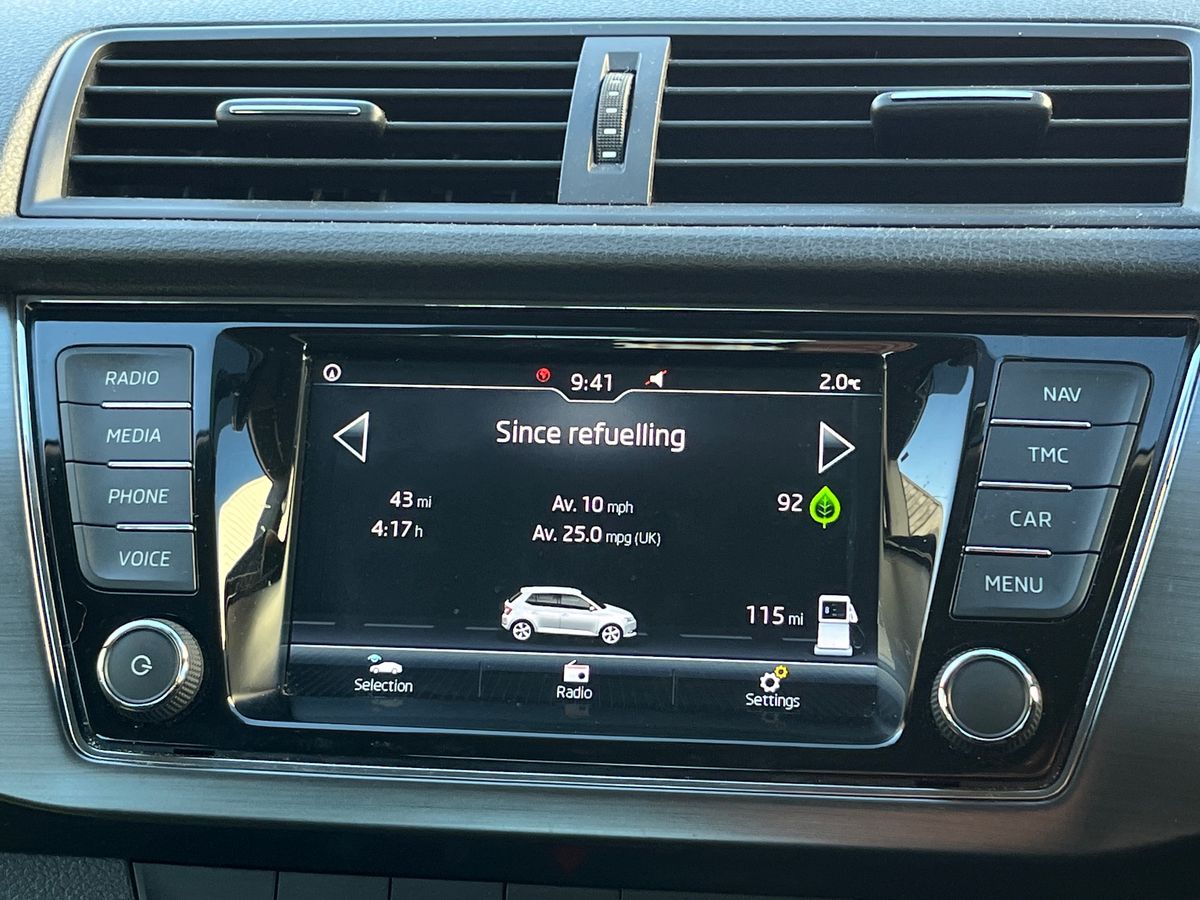 RADIO
MEDIA
PHONE
VOICE
9:41
2.0°C
Since refuelling
43 mi
4:17 h
Av. 10 mph
Av. 25.0 mpg (UK)
92
115 mi
Selection
Radio
Settings
NAV
TMC
CAR
MENU